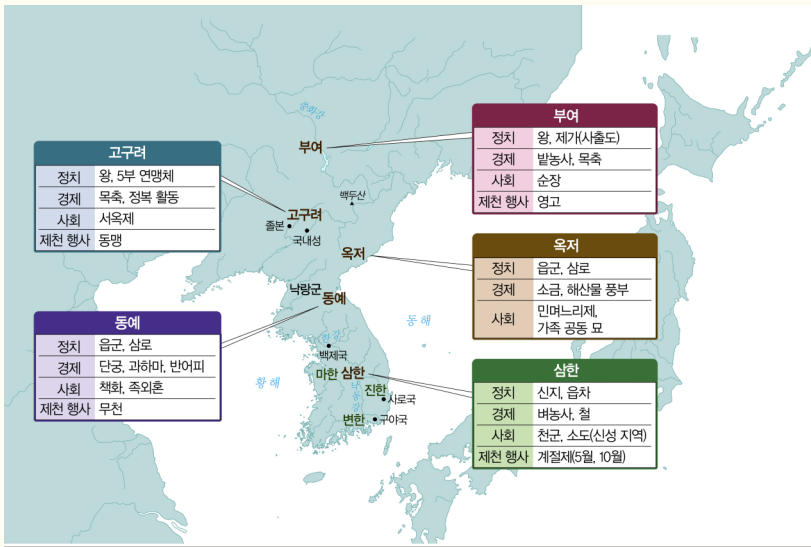 고구려
정치 왕, 5부 연맹체
경제 목축, 정복 활동
사회 서옥제
제천 행사 동맹
부여
정치 왕, 제가(사출도)
경제 밭농사, 목축
사회 순장
제천 행사 영고
옥저
정치 읍군, 삼로
경제 소금, 해산물 풍부
사회 민며느리제,
가족 공동 묘
동예
정치 읍군, 삼로
경제 단궁, 과하마, 반어피
사회 책화, 족외혼
제천 행사 무천
삼한
정치 신지, 읍차
경제 벼농사, 철
사회 천군, 소도(신성 지역)
제천 행사 계절제(5월, 10월)
쑹화강
부여
백두산
고구려
졸본
국내성
옥저
낙랑군
동예
동해
한강
백제국
황해
마한
삼한
낙동강
진한
사로국
변한
구야국